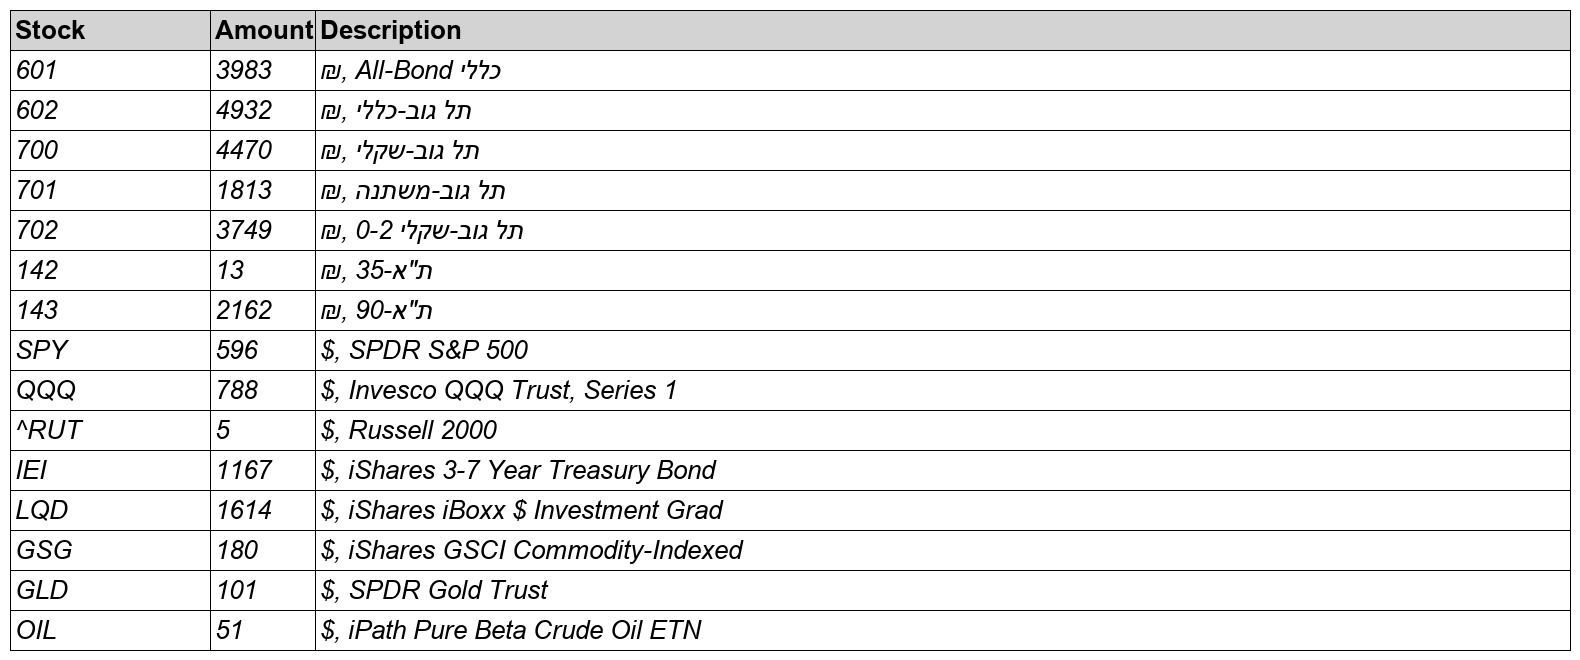 Stock Amount Description
601 3983 ₪, All-Bond כללי
602 4932 ₪, תל גוב-כללי
700 4470 ₪, תל גוב-שקלי
701 1813 ₪, תל גוב-משתנה
702 3749 ₪, תל גוב-שקלי 0-2
142 13 ₪, ת"א-35
143 2162 ₪, ת"א-90
SPY 596 $, SPDR S&P 500
QQQ 788 $, Invesco QQQ Trust, Series 1
^RUT 5 $, Russell 2000
IEI 1167 $, iShares 3-7 Year Treasury Bond
LQD 1614 $, iShares iBoxx $ Investment Grad
GSG 180 $, iShares GSCI Commodity-Indexed
GLD 101 $, SPDR Gold Trust
OIL 51 $, iPath Pure Beta Crude Oil ETN